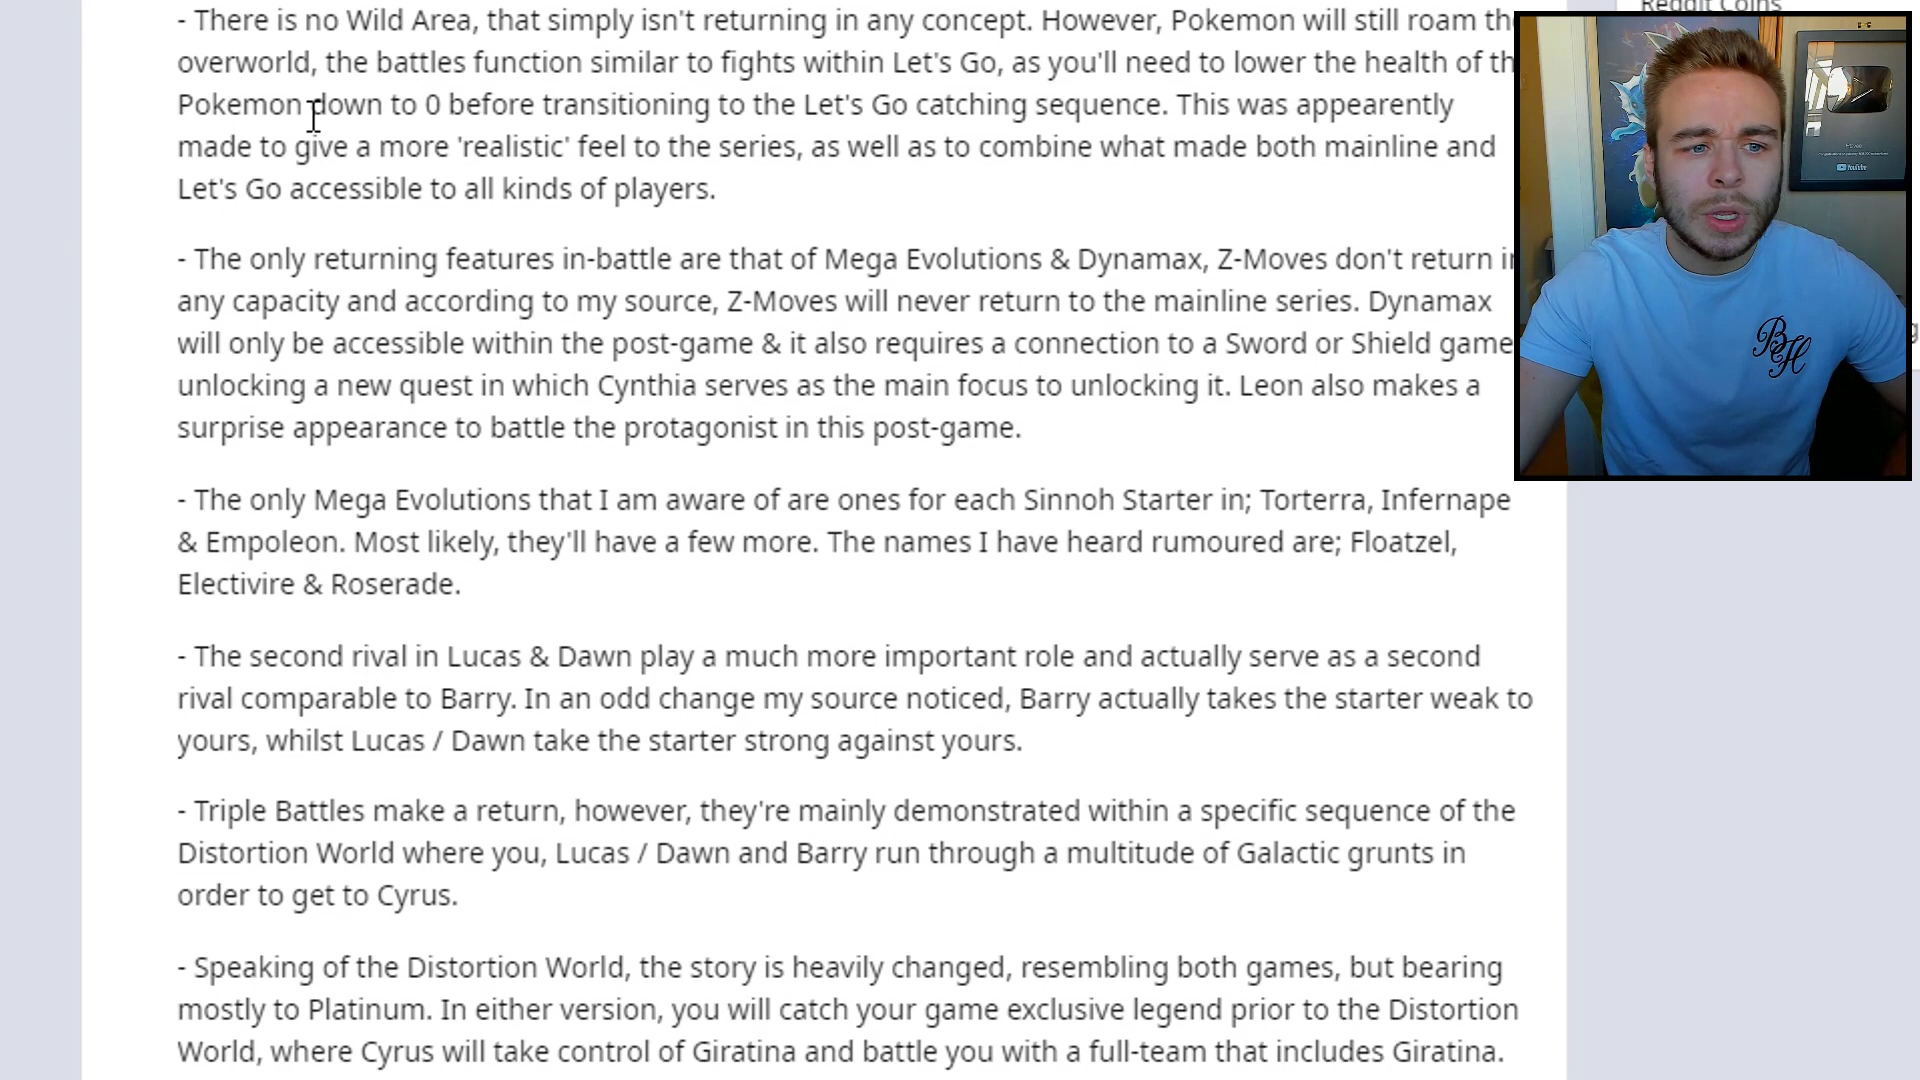 Reddit Coins
- There is no Wild Area, that simply isn't returning in any concept. However, Pokemon will still roam th
overworld, the battles function similar to fights within Let's Go, as you'll need to lower the health of th
Pokemon down to 0 before transitioning to the Let's Go catching sequence. This was appearently
made to give a more 'realistic' feel to the series, as well as to combine what made both mainline and
Let's Go accessible to all kinds of players.
- The only returning features in-battle are that of Mega Evolutions & Dynamax, Z-Moves don't return in
any capacity and according to my source, Z-Moves will never return to the mainline series. Dynamax
will only be accessible within the post-game & it also requires a connection to a Sword or Shield game
unlocking a new quest in which Cynthia serves as the main focus to unlocking it. Leon also makes a
surprise appearance to battle the protagonist in this post-game.
- The only Mega Evolutions that I am aware of are ones for each Sinnoh Starter in; Torterra, Infernape
& Empoleon. Most likely, they'll have a few more. The names I have heard rumoured are; Floatzel,
Electivire & Roserade.
- The second rival in Lucas & Dawn play a much more important role and actually serve as a second
rival comparable to Barry. In an odd change my source noticed, Barry actually takes the starter weak to
yours, whilst Lucas / Dawn take the starter strong against yours.
- Triple Battles make a return, however, they're mainly demonstrated within a specific sequence of the
Distortion World where you, Lucas / Dawn and Barry run through a multitude of Galactic grunts in
order to get to Cyrus.
- Speaking of the Distortion World, the story is heavily changed, resembling both games, but bearing
mostly to Platinum. In either version, you will catch your game exclusive legend prior to the Distortion
World, where Cyrus will take control of Giratina and battle you with a full-team that includes Giratina.
YouTube
BH